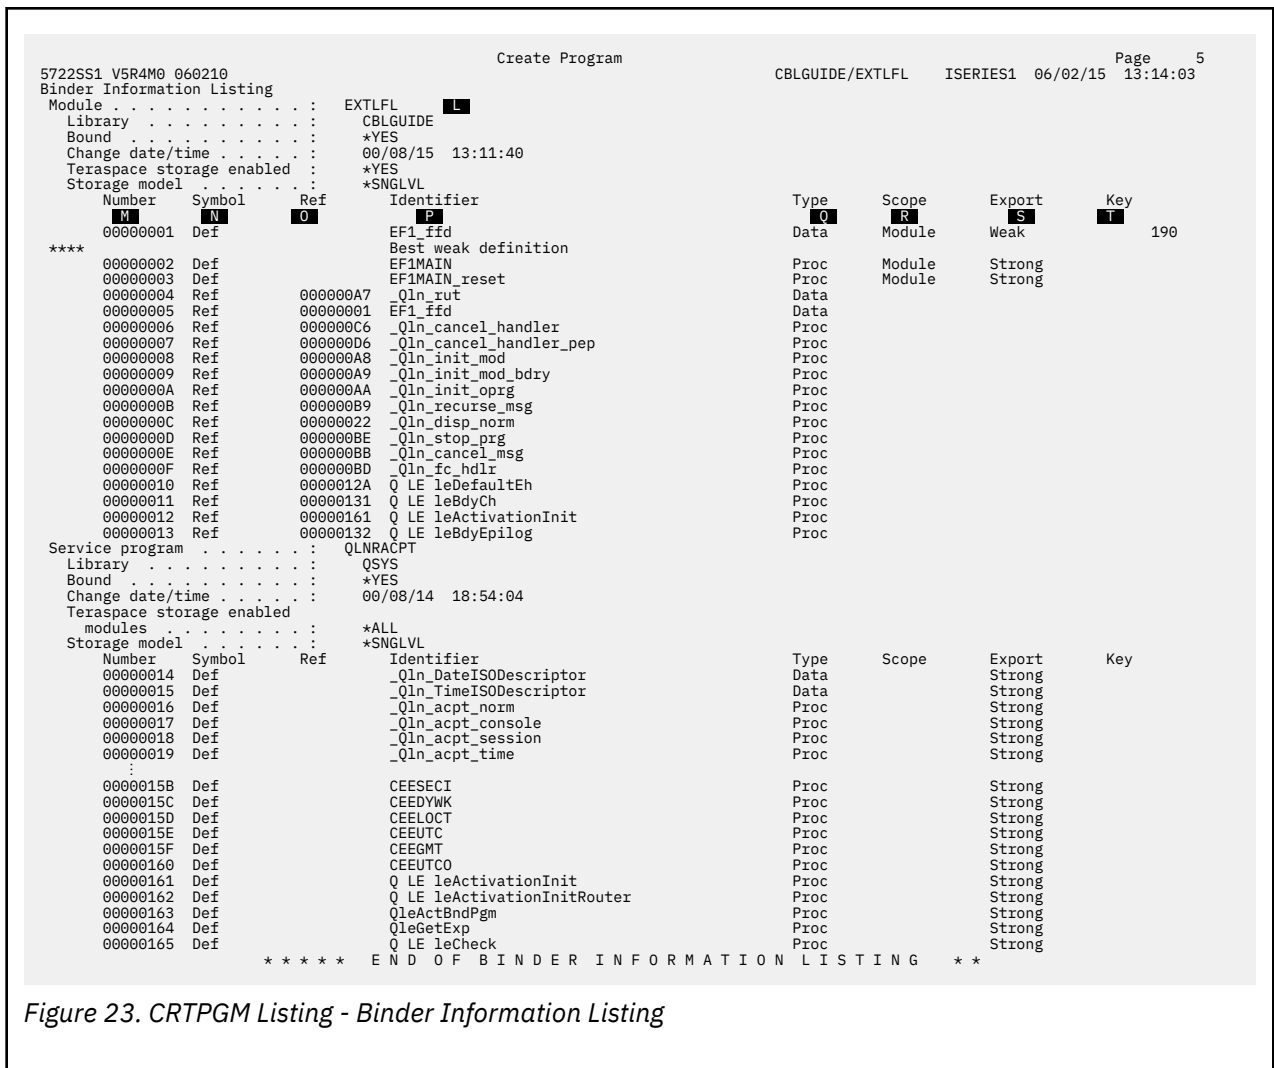 Create Program Page 5
5722SS1 V5R4M0 060210 CBLGUIDE/EXTLFL ISERIES1 06/02/15 13:14:03
Binder Information Listing
Module . . . . . . . . . . . : EXTLFL L
Library . . . . . . . . . : CBLGUIDE
Bound . . . . . . . . . . : *YES
Change date/time . . . . . : 00/08/15 13:11:40
Teraspace storage enabled : *YES
Storage model . . . . . . : *SNGLVL
Number Symbol Ref Identifier Type Scope Export Key
M N O P Q R S T
00000001 Def EF1_ffd Data Module Weak 190
**** Best weak definition
00000002 Def EF1MAIN Proc Module Strong
00000003 Def EF1MAIN_reset Proc Module Strong
00000004 Ref 000000A7 _Qln_rut Data
00000005 Ref 00000001 EF1_ffd Data
00000006 Ref 000000C6 _Qln_cancel_handler Proc
00000007 Ref 000000D6 _Qln_cancel_handler_pep Proc
00000008 Ref 000000A8 _Qln_init_mod Proc
00000009 Ref 000000A9 _Qln_init_mod_bdry Proc
0000000A Ref 000000AA _Qln_init_oprg Proc
0000000B Ref 000000B9 _Qln_recurse_msg Proc
0000000C Ref 00000022 _Qln_disp_norm Proc
0000000D Ref 000000BE _Qln_stop_prg Proc
0000000E Ref 000000BB _Qln_cancel_msg Proc
0000000F Ref 000000BD _Qln_fc_hdlr Proc
00000010 Ref 0000012A Q LE leDefaultEh Proc
00000011 Ref 00000131 Q LE leBdyCh Proc
00000012 Ref 00000161 Q LE leActivationInit Proc
00000013 Ref 00000132 Q LE leBdyEpilog Proc
Service program . . . . . . : QLNRACPT
Library . . . . . . . . . : QSYS
Bound . . . . . . . . . . : *YES
Change date/time . . . . . : 00/08/14 18:54:04
Teraspace storage enabled
modules . . . . . . . . : *ALL
Storage model . . . . . . : *SNGLVL
Number Symbol Ref Identifier Type Scope Export Key
00000014 Def _Qln_DateISODescriptor Data Strong
00000015 Def _Qln_TimeISODescriptor Data Strong
00000016 Def _Qln_acpt_norm Proc Strong
00000017 Def _Qln_acpt_console Proc Strong
00000018 Def _Qln_acpt_session Proc Strong
00000019 Def _Qln_acpt_time Proc Strong
⋮
0000015B Def CEESECI Proc Strong
0000015C Def CEEDYWK Proc Strong
0000015D Def CEELOCT Proc Strong
0000015E Def CEEUTC Proc Strong
0000015F Def CEEGMT Proc Strong
00000160 Def CEEUTCO Proc Strong
00000161 Def Q LE leActivationInit Proc Strong
00000162 Def Q LE leActivationInitRouter Proc Strong
00000163 Def QleActBndPgm Proc Strong
00000164 Def QleGetExp Proc Strong
00000165 Def Q LE leCheck Proc Strong
* * * * * E N D O F B I N D E R I N F O R M A T I O N L I S T I N G * *
Figure 23. CRTPGM Listing - Binder Information Listing